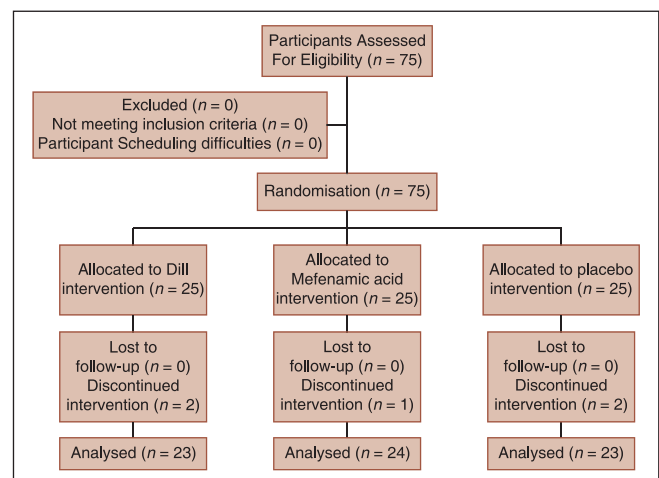 Participants Assessed
For Eligibility (n = 75)
Excluded (n = 0)
Not meeting inclusion criteria (n = 0)
Participant Scheduling difficulties (n = 0)
Randomisation (n = 75)
Allocated to Dill
intervention (n = 25)
Allocated to
Mefenamic acid
intervention (n = 25)
Allocated to placebo
intervention (n = 25)
Lost to
follow-up (n = 0)
Discontinued
intervention (n = 2)
Lost to
follow-up (n = 0)
Discontinued
intervention (n = 1)
Lost to
follow-up (n = 0)
Discontinued
intervention (n = 2)
Analysed (n = 23)
Analysed (n = 24)
Analysed (n = 23)